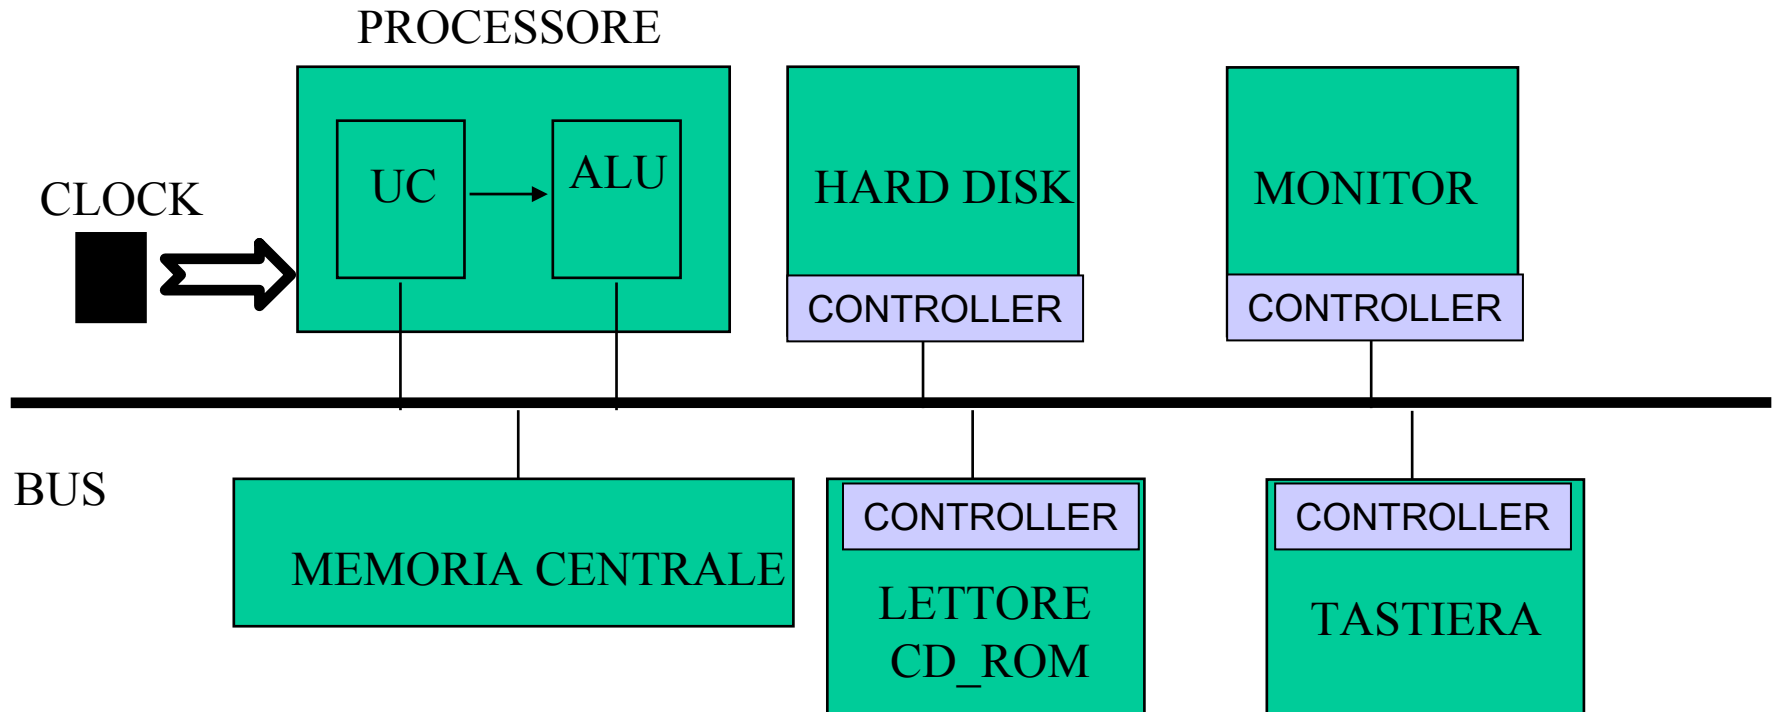 PROCESSORE
CLOCK
UC
ALU
HARD DISK
CONTROLLER
MONITOR
CONTROLLER
BUS
MEMORIA CENTRALE
CONTROLLER
LETTORE
CD_ROM
CONTROLLER
TASTIERA